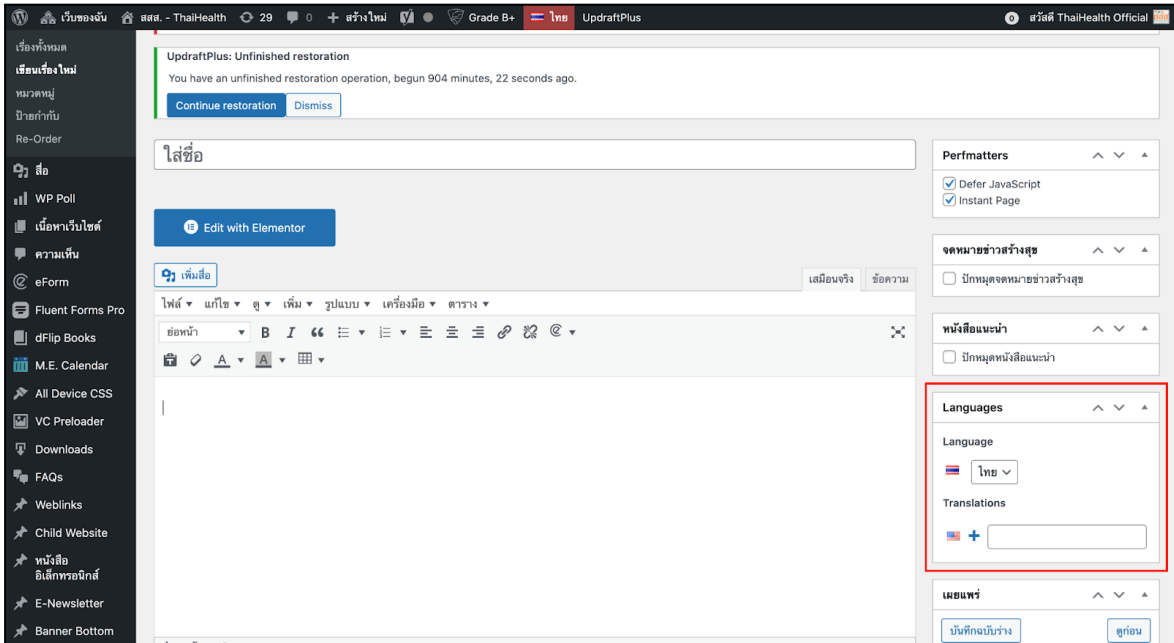 เว็บของฉัน สสส. - ThaiHealth 29 0 + สร้างใหม่ Grade B+ ไทย UpdraftPlus 0 สวัสดี ThaiHealth Official
เรื่องทั้งหมด
เขียนเรื่องใหม่
หมวดหมู่
ป้ายกำกับ
Re-Order
สื่อ
WP Poll
เนื้อหาเว็บไซต์
ความเห็น
eForm
Fluent Forms Pro
dFlip Books
M.E. Calendar
All Device CSS
VC Preloader
Downloads
FAQs
Weblinks
Child Website
หนังสือ
อิเล็กทรอนิกส์
E-Newsletter
Banner Bottom
UpdraftPlus: Unfinished restoration
You have an unfinished restoration operation, begun 904 minutes, 22 seconds ago.
Continue restoration Dismiss
ใส่ชื่อ
Edit with Elementor
เพิ่มสื่อ
เสมือนจริง ข้อความ
ไฟล์ แก้ไข ดู เพิ่ม รูปแบบ เครื่องมือ ตาราง
ย่อหน้า B I
A A
Perfmatters
Defer JavaScript
Instant Page
จดหมายข่าวสร้างสุข
ปักหมุดจดหมายข่าวสร้างสุข
หนังสือแนะนำ
ปักหมุดหนังสือแนะนำ
Languages
Language
ไทย
Translations
เผยแพร่
บันทึกฉบับร่าง ดูก่อน